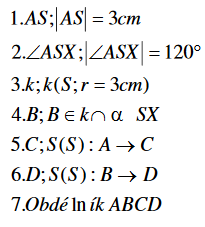 1.AS;|AS| = 3cm
2.∠ASX;|∠ASX| = 120°
3.k;k(S;r = 3cm)
4.B;B ∈ k ∩ α SX
5.C;S(S): A → C
6.D;S(S): B → D
7.Obdé ln ík ABCD